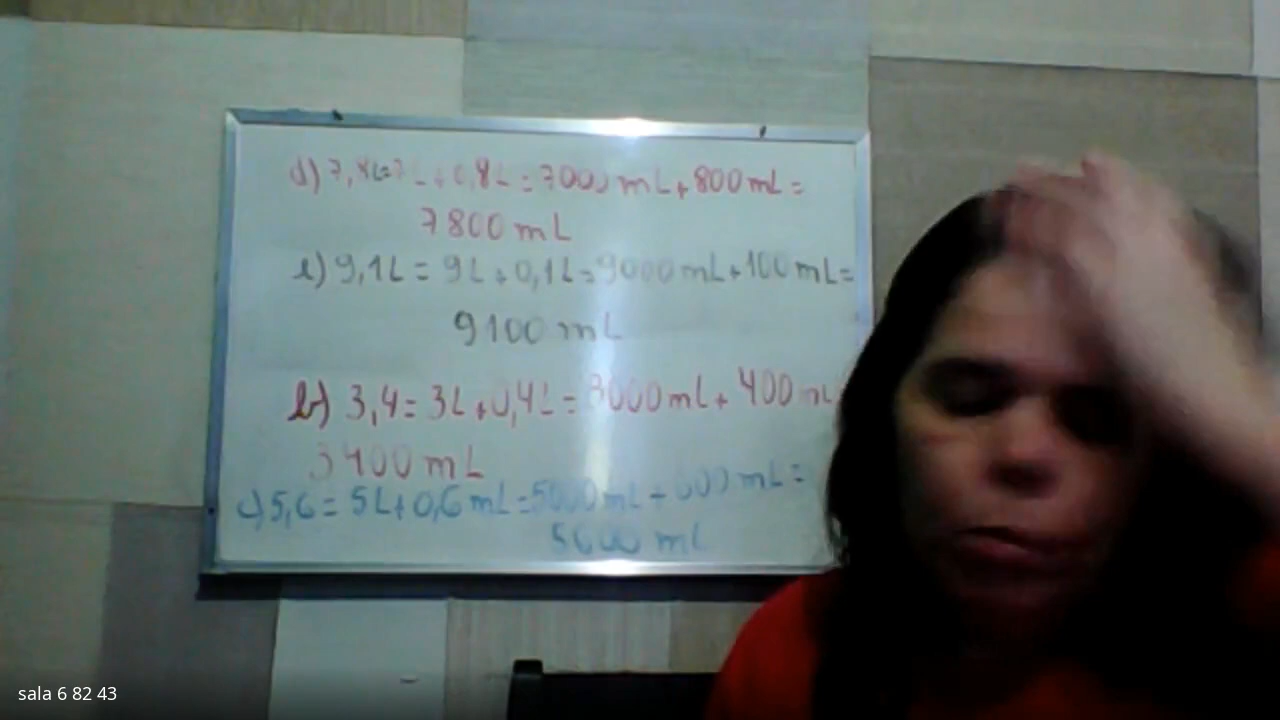 d) 7,8L=7L+0,8L=7000 mL+800 mL=
7800 mL
e) 9,1L = 9L+0,1L=9000 mL+100 mL=
9100 mL
b) 3,4= 3L+0,4L=3000 mL+ 400 mL
3400 mL
c) 5,6= 5L+0,6 mL=5000 mL+600 mL=
5600 mL
sala 6 82 43